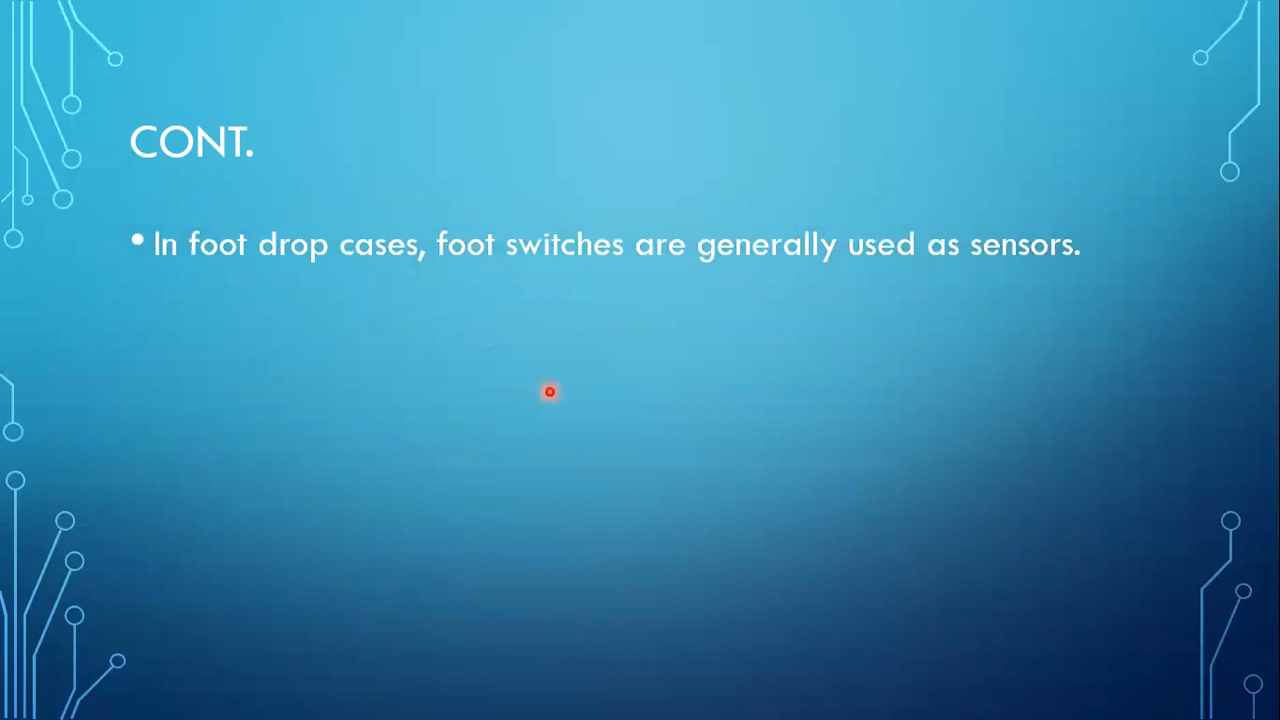 CONT.
• In foot drop cases, foot switches are generally used as sensors.